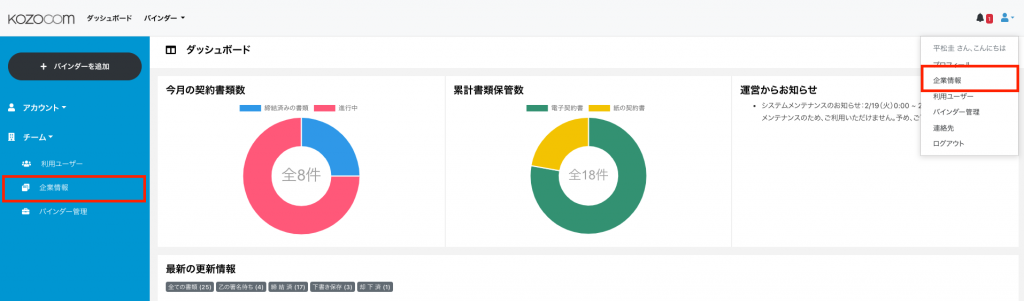 KOZOCOM ダッシュボード バインダー
1
平松圭 さん、こんにちは
プロフィール
企業情報
利用ユーザー
バインダー管理
連絡先
ログアウト
+ バインダーを追加
アカウント
チーム
利用ユーザー
企業情報
バインダー管理
ダッシュボード
今月の契約書類数
締結済みの書類 進行中
全8件
累計書類保管数
電子契約書 紙の契約書
全18件
運営からお知らせ
システムメンテナンスのお知らせ：2/19（火）0:00 ~ 2
メンテナンスのため、ご利用いただけません。予め、ご
最新の更新情報
全ての書類 (25) 乙の署名待ち (4) 締 結 済 (17) 下書き保存 (3) 却 下 済 (1)